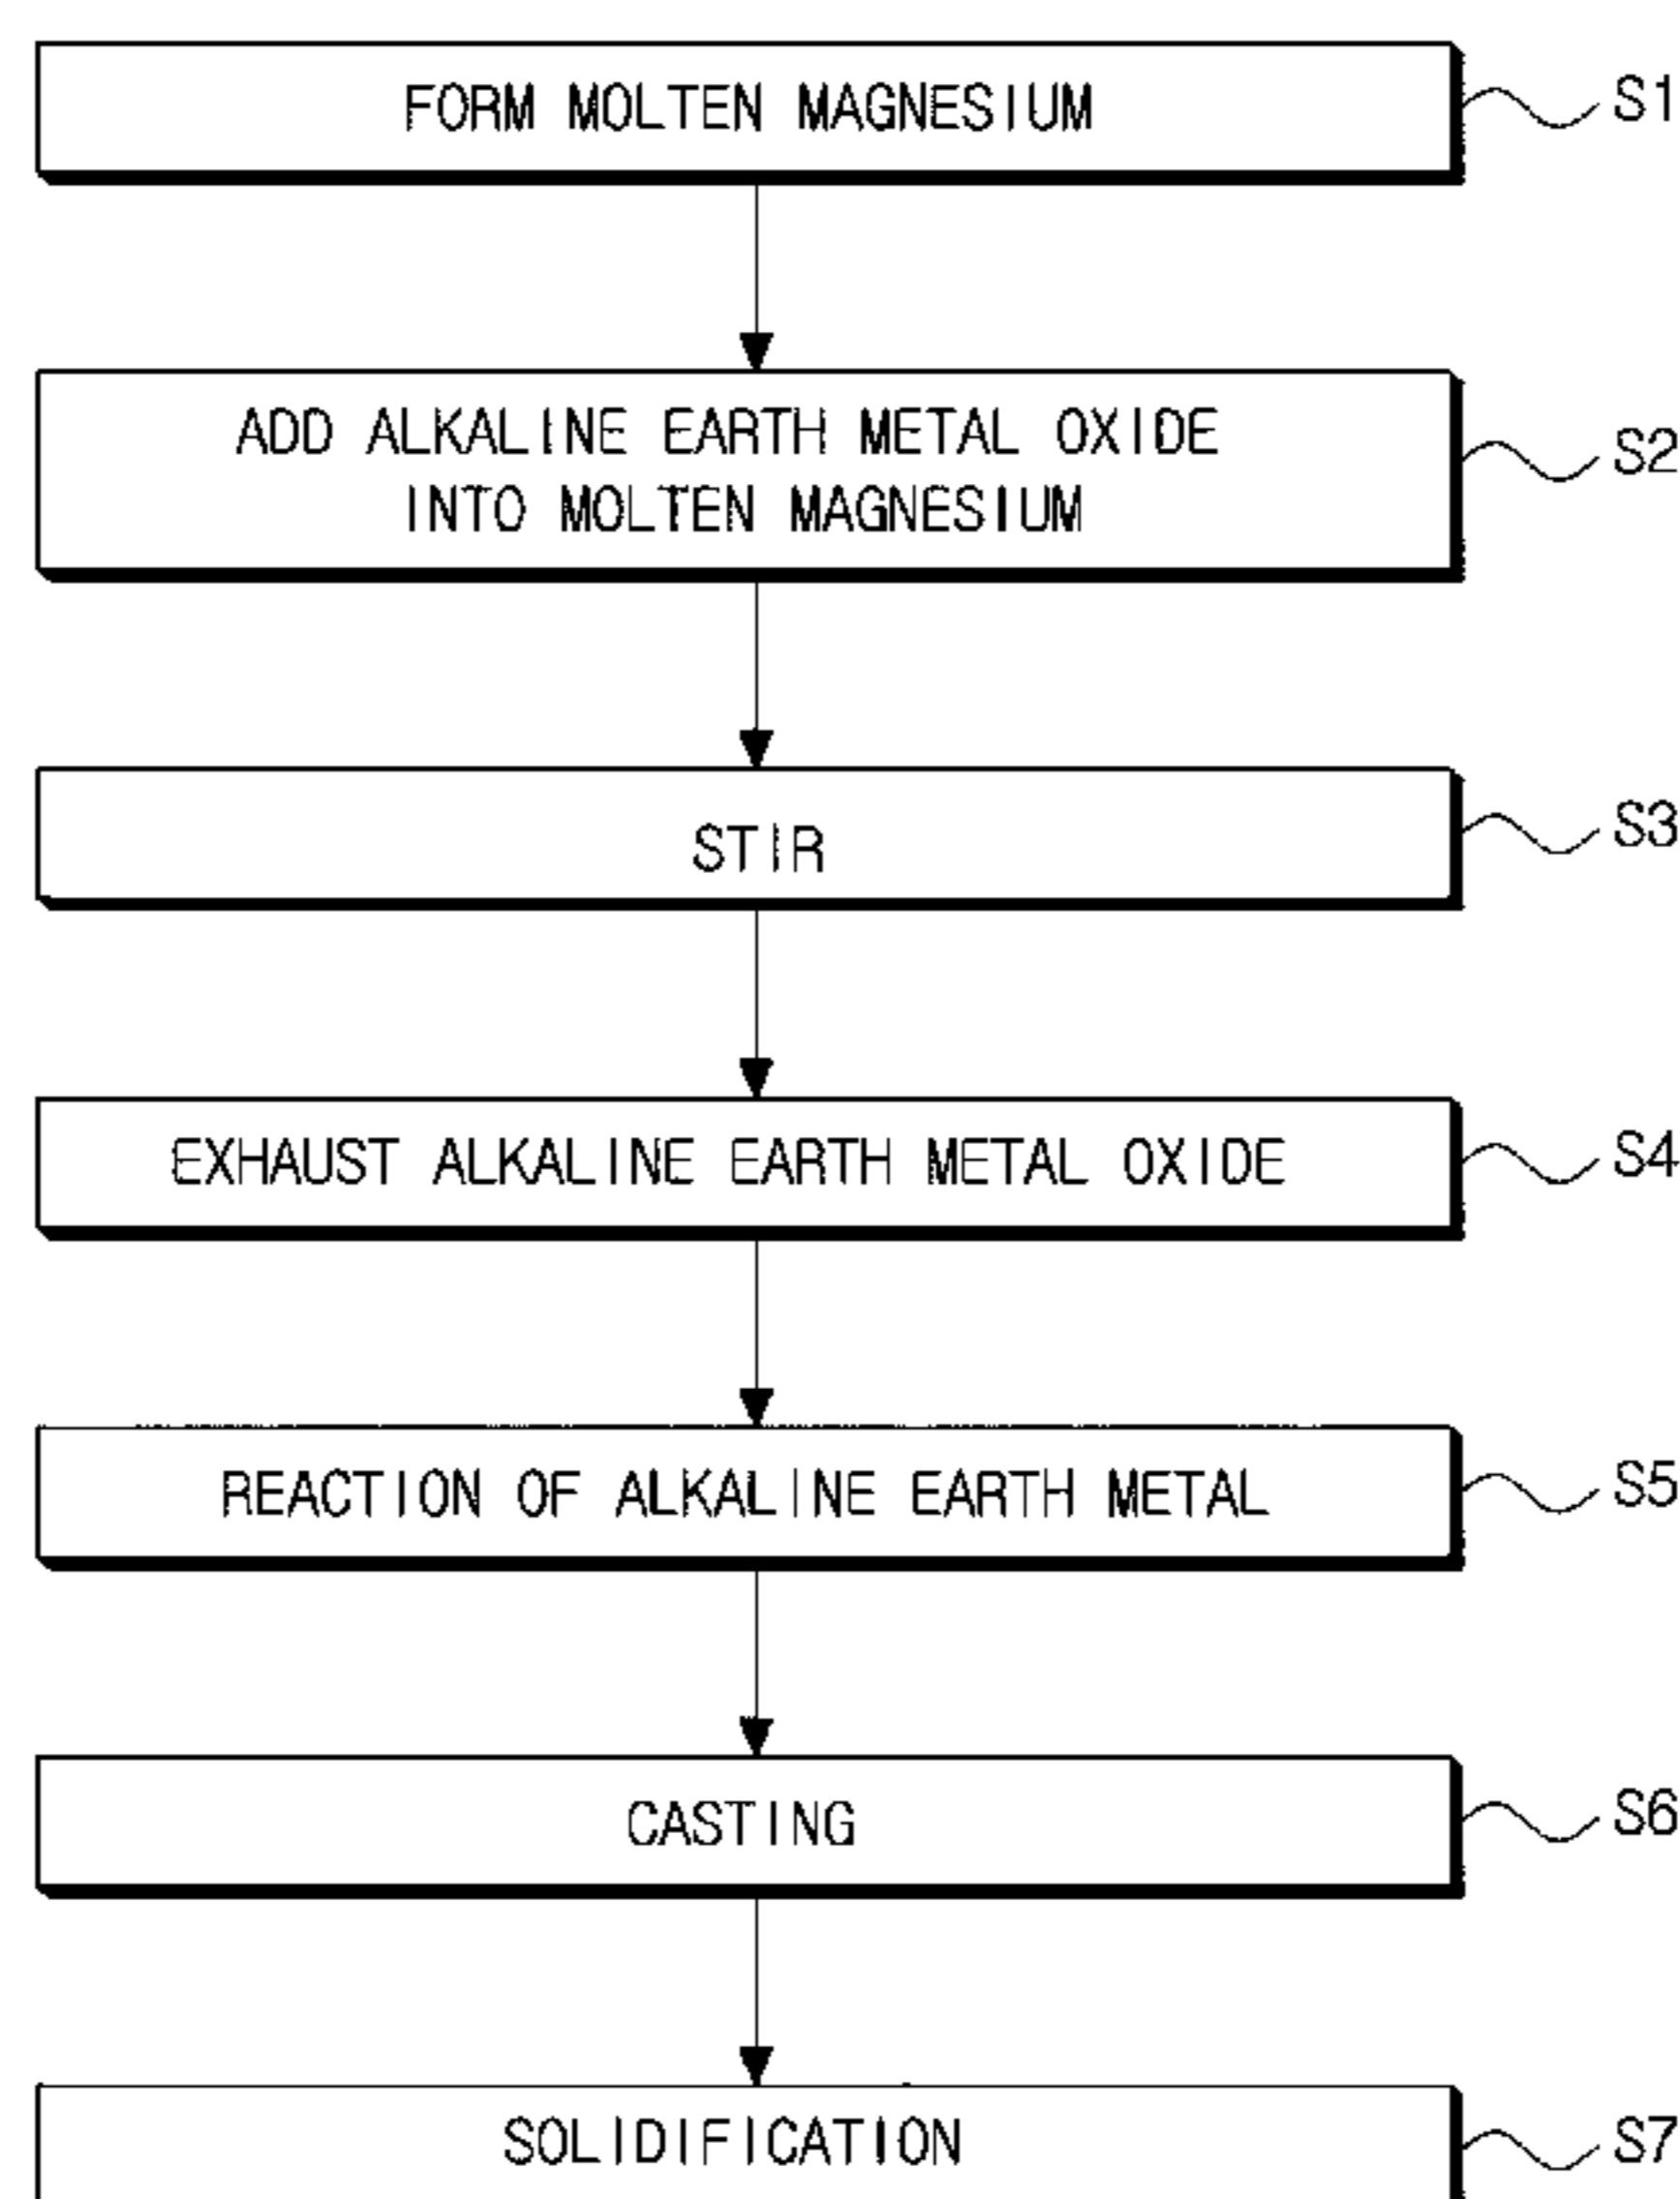 FORM MOLTEN MAGNESIUM
S1
ADD ALKALINE EARTH METAL OXIDE
INTO MOLTEN MAGNESIUM
S2
STIR
S3
EXHAUST ALKALINE EARTH METAL OXIDE
S4
REACTION OF ALKALINE EARTH METAL
S5
CASTING
S6
SOLIDIFICATION
S7